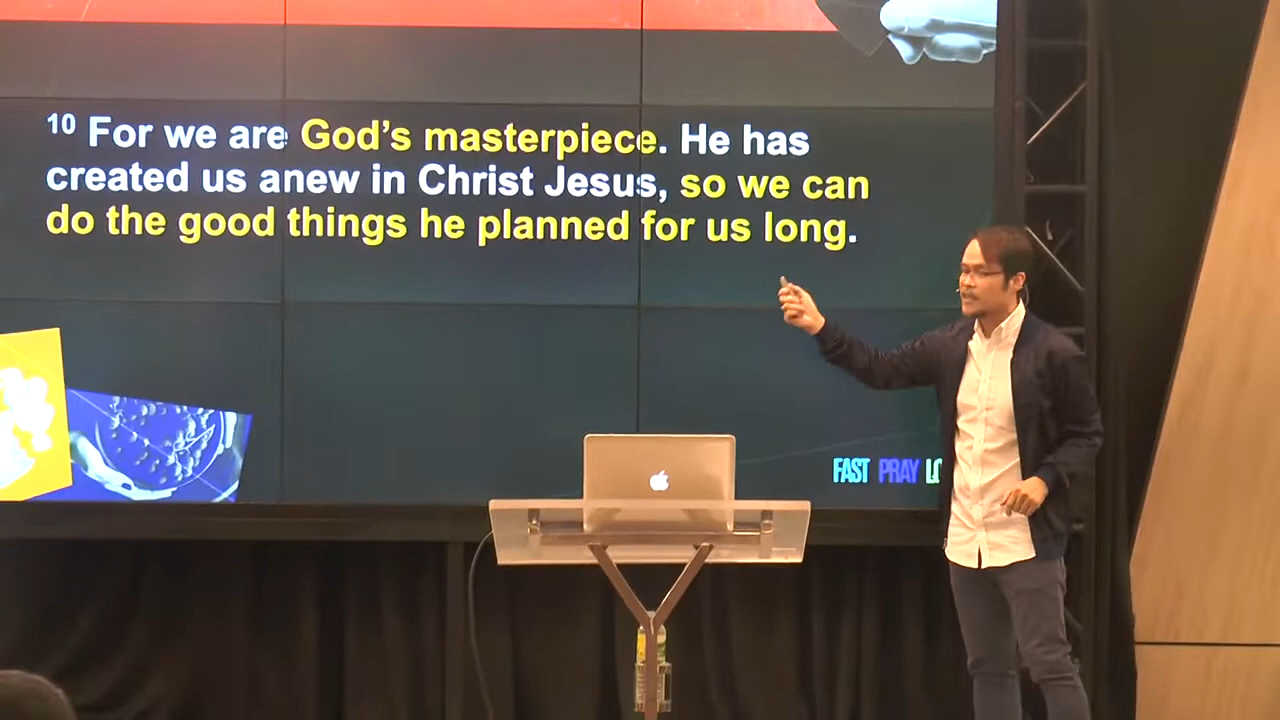 10 For we are God's masterpiece. He has
created us anew in Christ Jesus, so we can
do the good things he planned for us long.
FAST PRAY